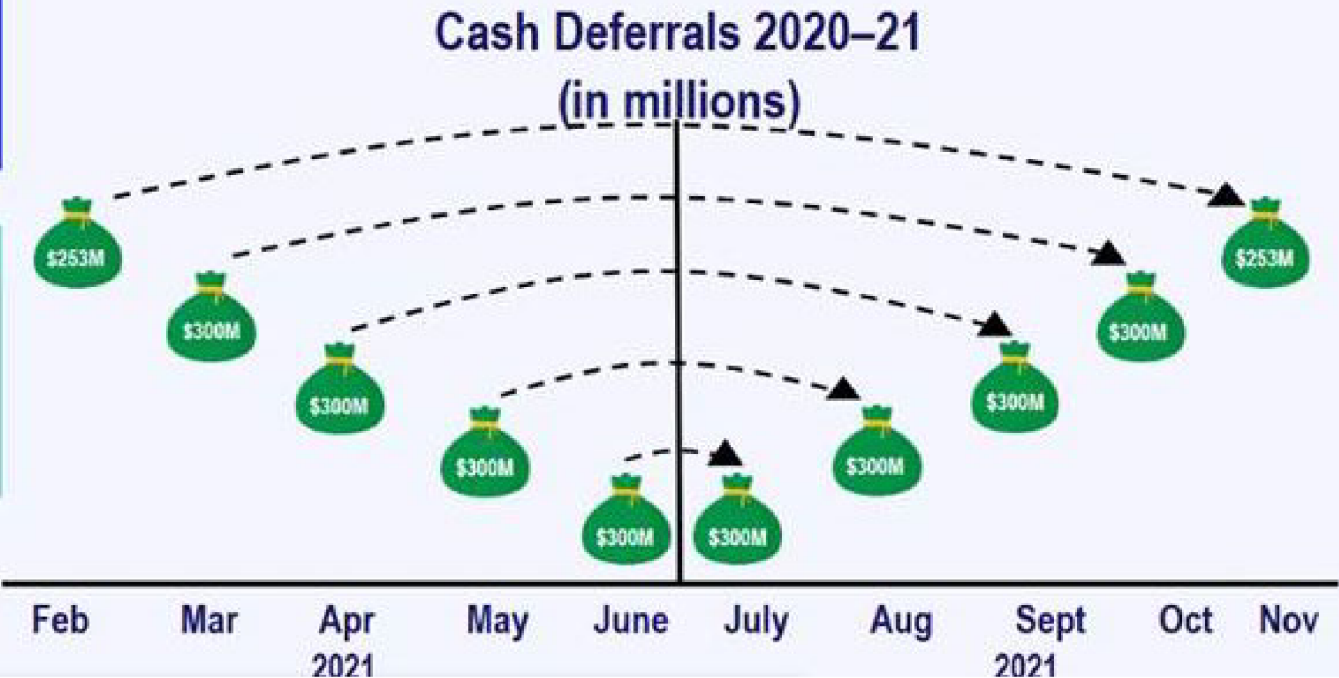 Cash Deferrals 2020–21
(in millions)
$253M
$253M
$300M
$300M
$300M
$300M
$300M
$300M
$300M
$300M
Feb Mar Apr May June July Aug Sept Oct Nov
2021 2021